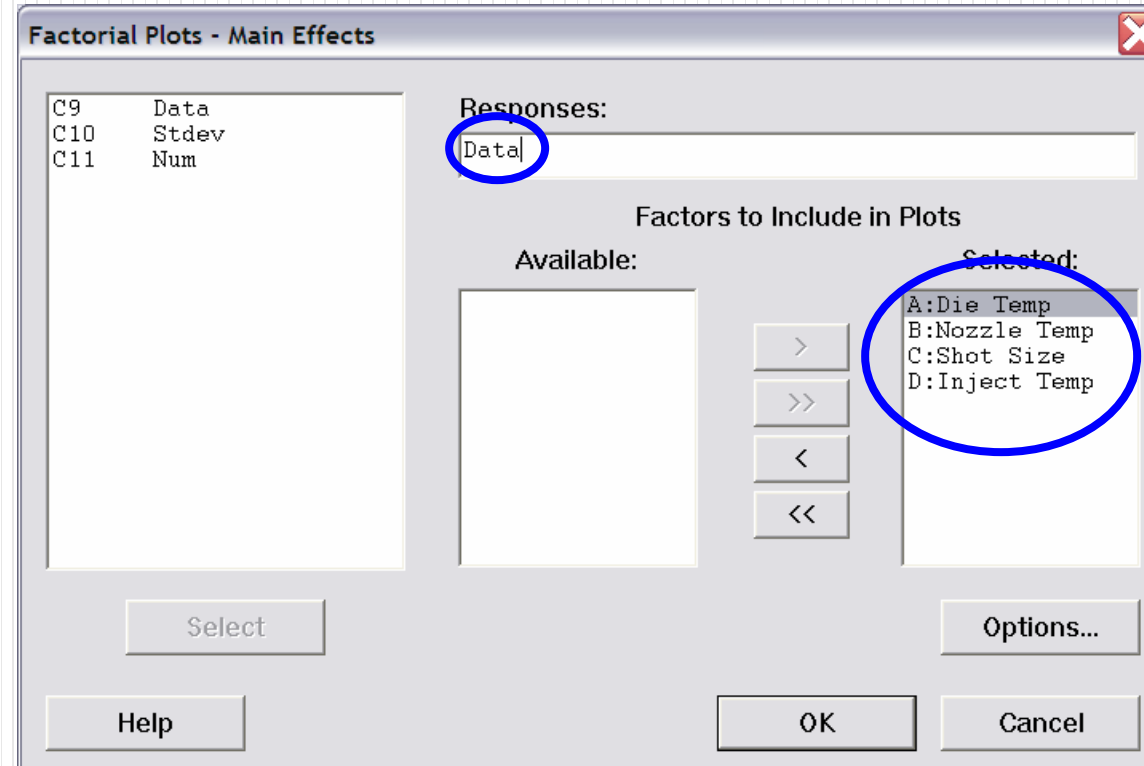 Factorial Plots - Main Effects
C9 Data
C10 Stdev
C11 Num
Responses:
Data
Factors to Include in Plots
Available:
Selected:
A:Die Temp
B:Nozzle Temp
C:Shot Size
D:Inject Temp
>
>>
<
<<
Select
Options...
Help
OK
Cancel